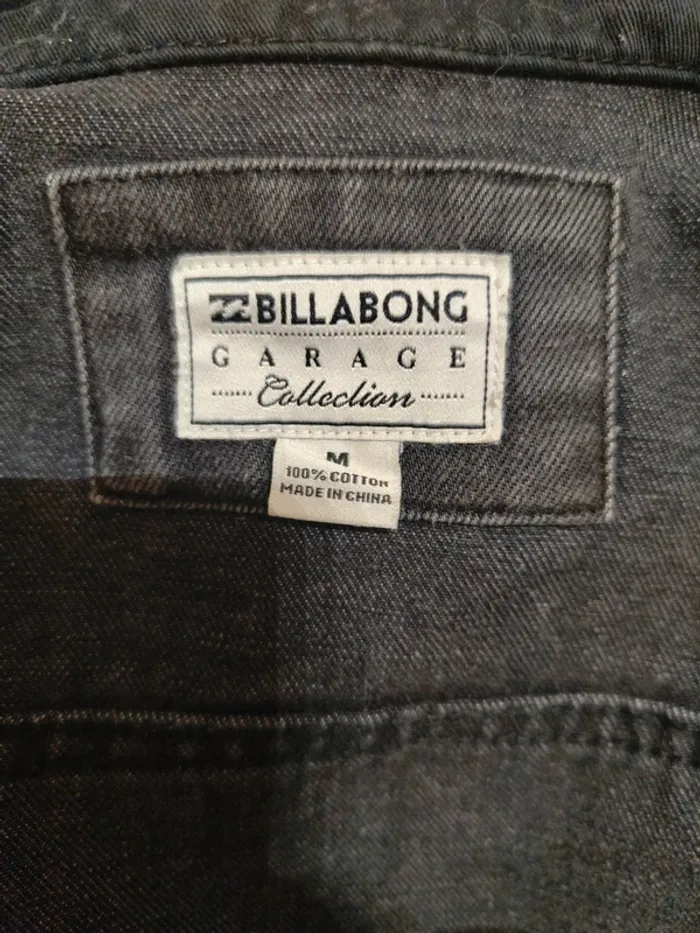 BILLABONG
GARAGE
Collection
M
100% COTTON
MADE IN CHINA